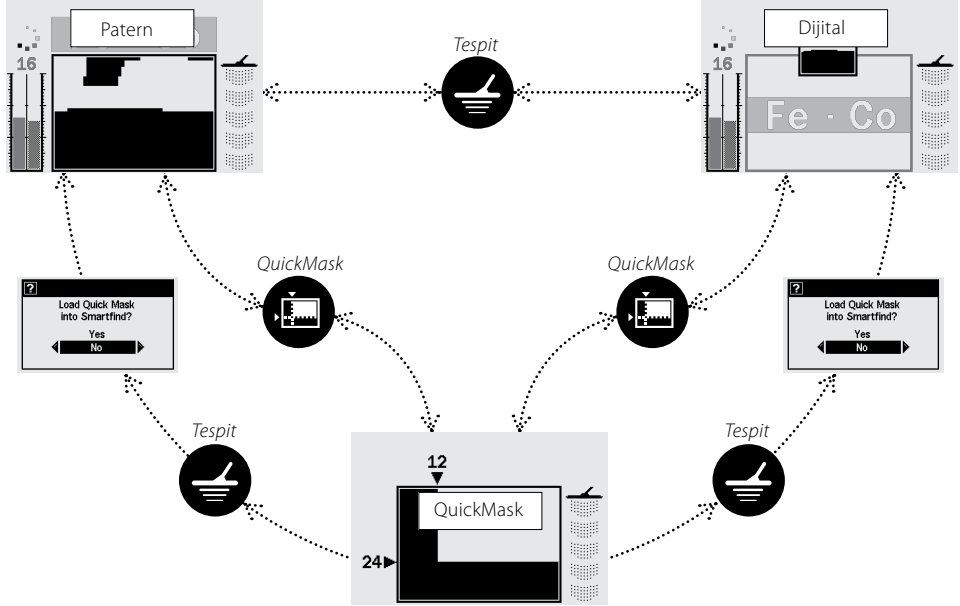 Patern
16
Tespit
Dijital
16
Fe · Co
QuickMask
QuickMask
?
Load Quick Mask
into Smartfind?
Yes
No
?
Load Quick Mask
into Smartfind?
Yes
No
Tespit
Tespit
12
QuickMask
24